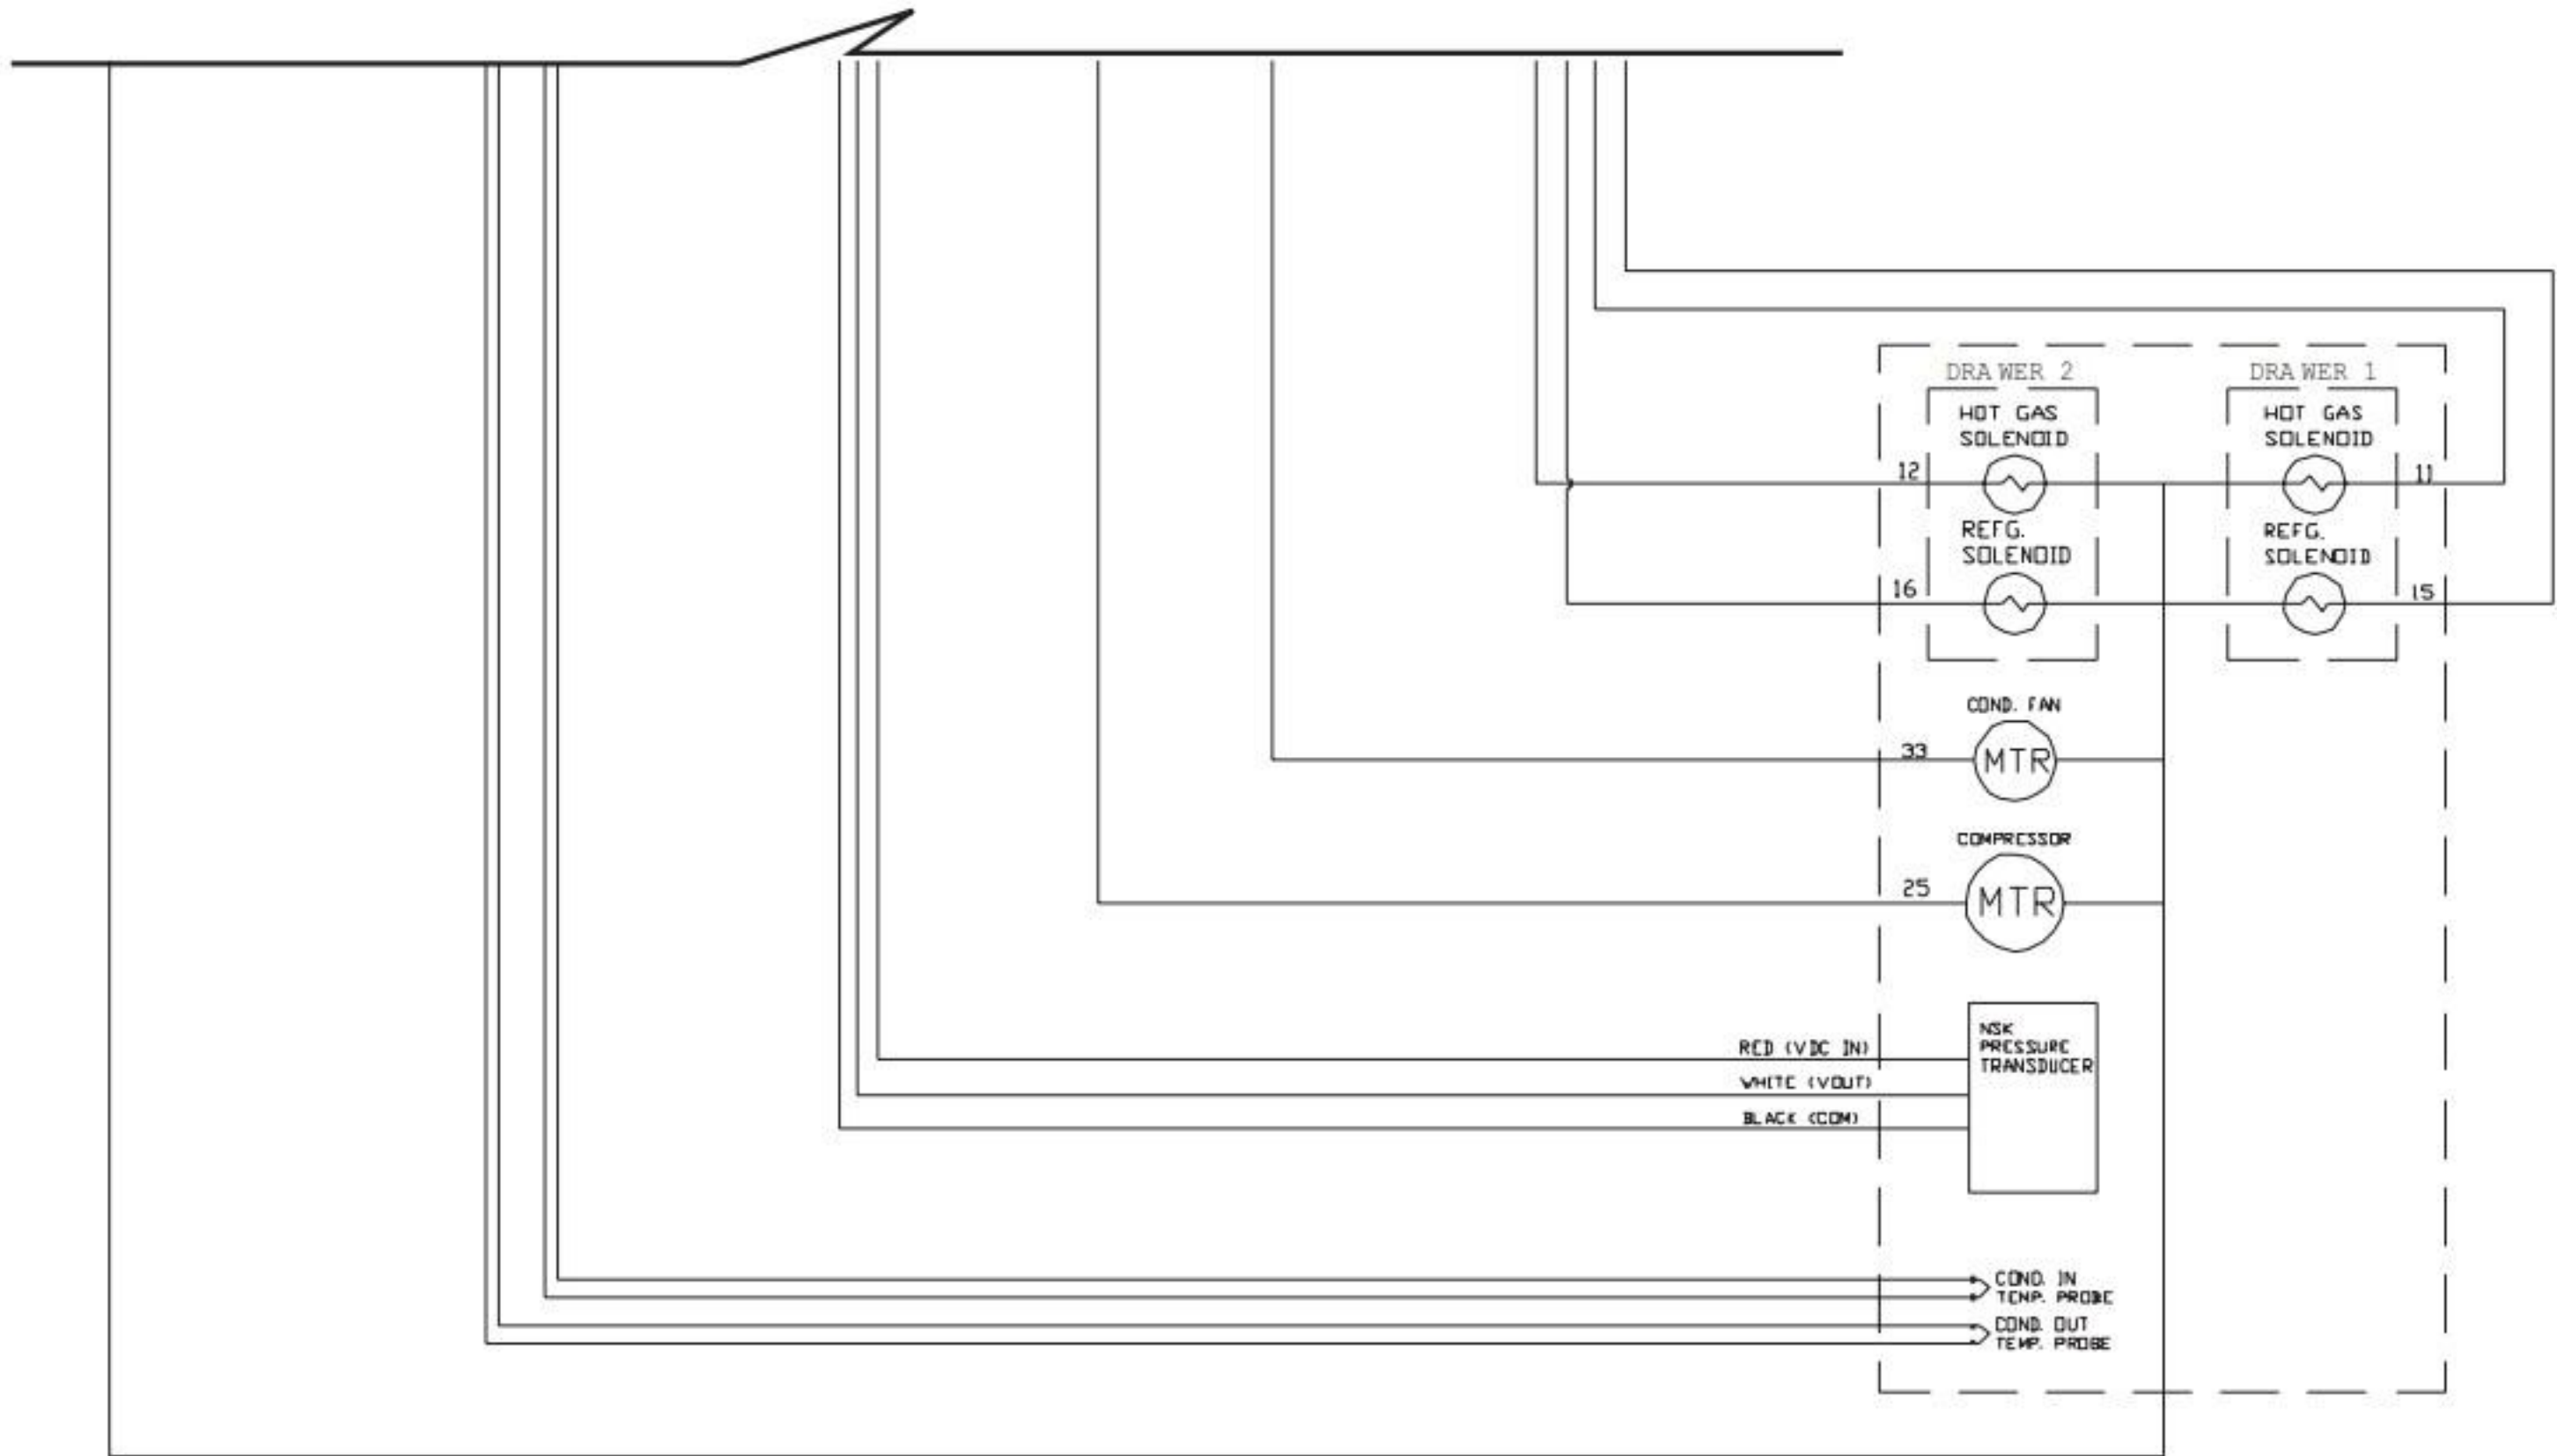 DRAWER 2
DRAWER 1
HOT GAS
SOLENOID
HOT GAS
SOLENOID
12
11
REFG.
SOLENOID
REFG.
SOLENOID
16
15
COND. FAN
33
MTR
COMPRESSOR
25
MTR
NSK
PRESSURE
TRANSDUCER
RED (VDC IN)
WHITE (VOUT)
BLACK (COM)
COND. IN
TEMP. PROBE
COND. OUT
TEMP. PROBE